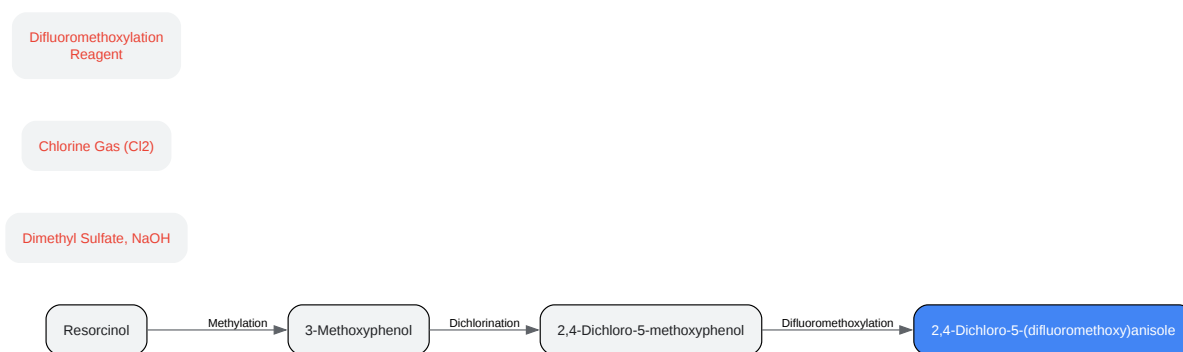 Difluoromethoxylation
Reagent
Chlorine Gas (Cl2)
Dimethyl Sulfate, NaOH
Resorcinol
Methylation
3-Methoxyphenol
Dichlorination
2,4-Dichloro-5-methoxyphenol
Difluoromethoxylation
2,4-Dichloro-5-(difluoromethoxy)anisole